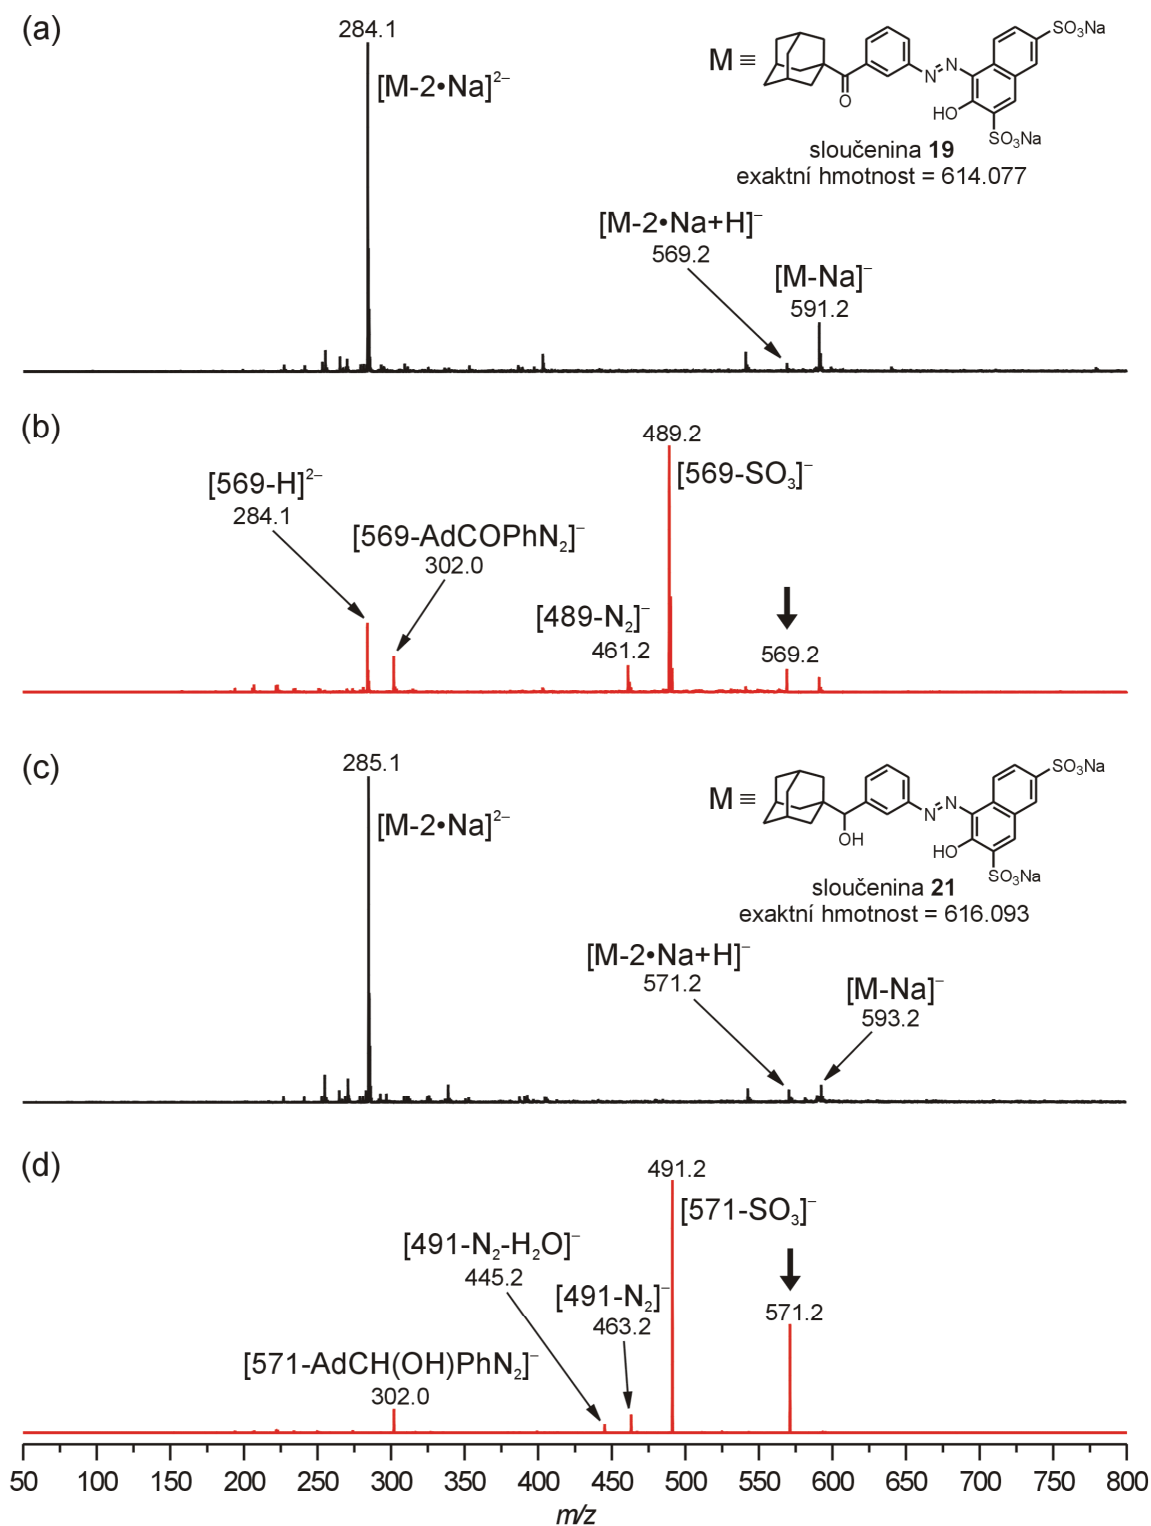 (a)
284.1
[M-2•Na]²⁻
M ≡
N
N
O
HO
SO₃Na
SO₃Na
sloučenina 19
exaktní hmotnost = 614.077
[M-2•Na+H]⁻
569.2
[M-Na]⁻
591.2
(b)
489.2
[569-SO₃]⁻
[569-H]²⁻
284.1
[569-AdCOPhN₂]⁻
302.0
[489-N₂]⁻
461.2
569.2
(c)
285.1
[M-2•Na]²⁻
M ≡
N
N
OH
HO
SO₃Na
SO₃Na
sloučenina 21
exaktní hmotnost = 616.093
[M-2•Na+H]⁻
571.2
[M-Na]⁻
593.2
(d)
491.2
[571-SO₃]⁻
[491-N₂-H₂O]⁻
445.2
[491-N₂]⁻
463.2
571.2
[571-AdCH(OH)PhN₂]⁻
302.0
50 100 150 200 250 300 350 400 450 500 550 600 650 700 750 800
m/z